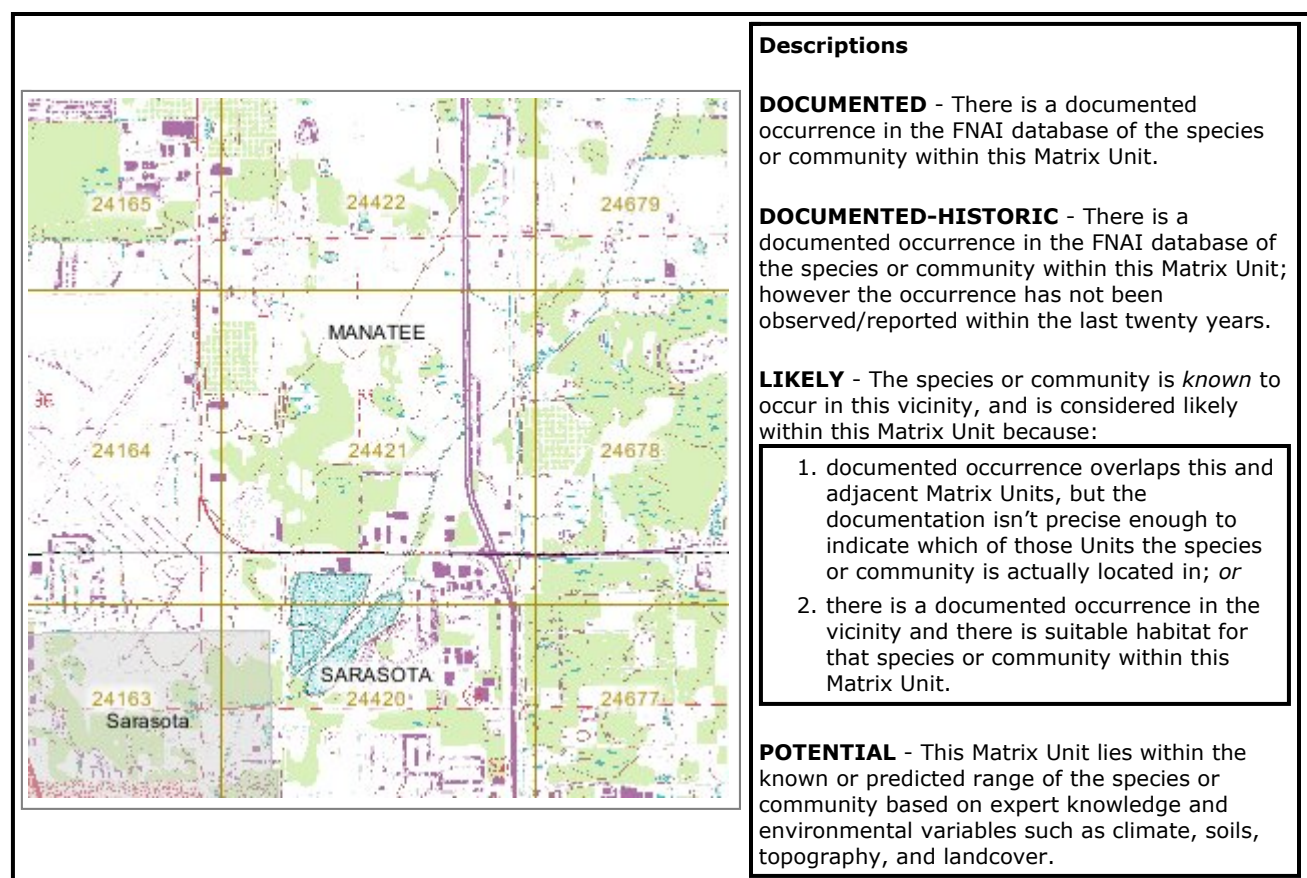 24165
24422
24679
MANATEE
24164
24421
24678
SARASOTA
24163
24420
24677
Sarasota
Descriptions
DOCUMENTED - There is a documented
occurrence in the FNAI database of the species
or community within this Matrix Unit.
DOCUMENTED-HISTORIC - There is a
documented occurrence in the FNAI database of
the species or community within this Matrix Unit;
however the occurrence has not been
observed/reported within the last twenty years.
LIKELY - The species or community is known to
occur in this vicinity, and is considered likely
within this Matrix Unit because:
1. documented occurrence overlaps this and
adjacent Matrix Units, but the
documentation isn't precise enough to
indicate which of those Units the species
or community is actually located in; or
2. there is a documented occurrence in the
vicinity and there is suitable habitat for
that species or community within this
Matrix Unit.
POTENTIAL - This Matrix Unit lies within the
known or predicted range of the species or
community based on expert knowledge and
environmental variables such as climate, soils,
topography, and landcover.